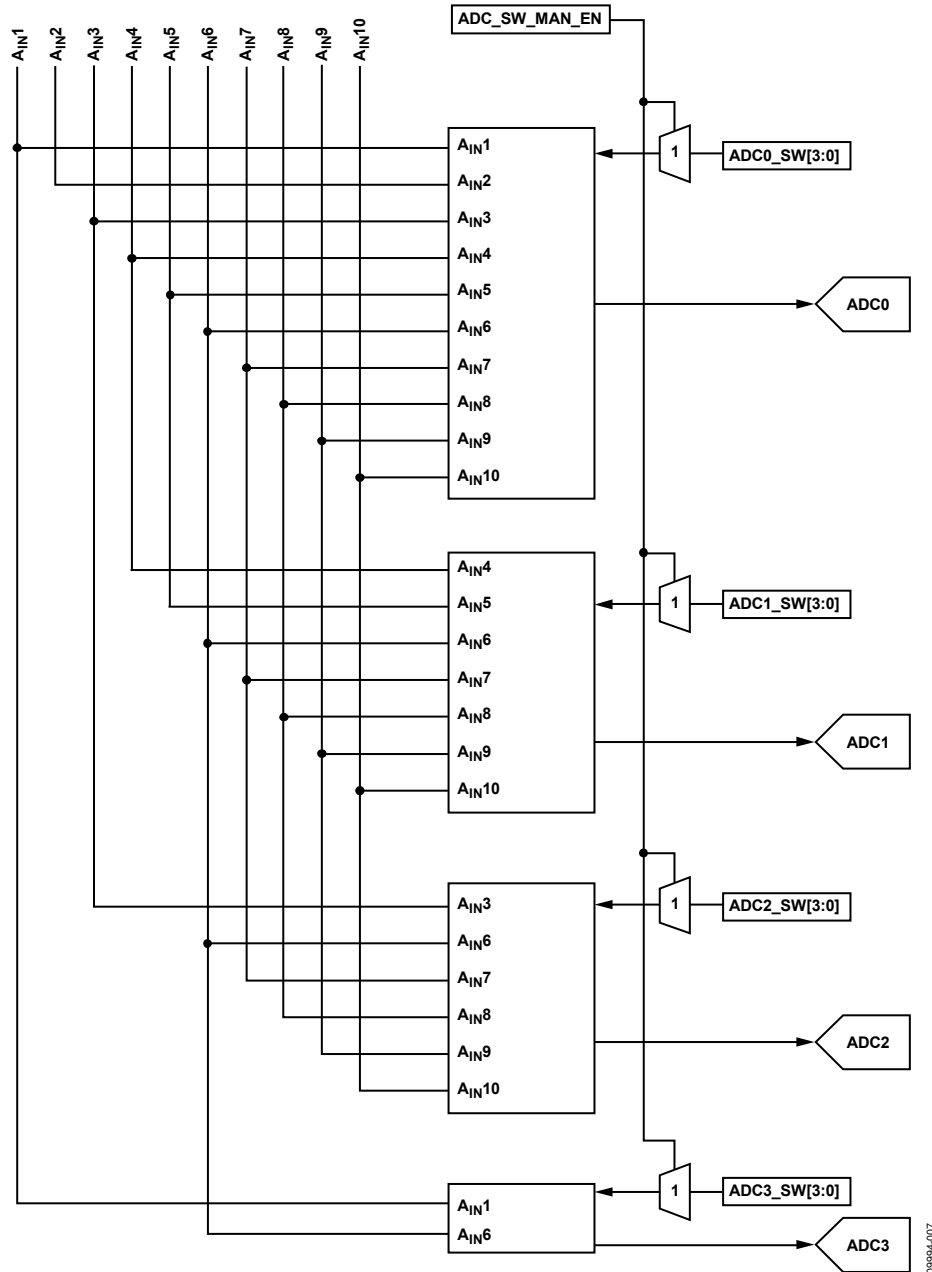 AIN1
AIN2
AIN3
AIN4
AIN5
AIN6
AIN7
AIN8
AIN9
AIN10
ADC_SW_MAN_EN
AIN1
AIN2
AIN3
AIN4
AIN5
AIN6
AIN7
AIN8
AIN9
AIN10
1
ADC0_SW[3:0]
ADC0
AIN4
AIN5
AIN6
AIN7
AIN8
AIN9
AIN10
1
ADC1_SW[3:0]
ADC1
AIN3
AIN6
AIN7
AIN8
AIN9
AIN10
1
ADC2_SW[3:0]
ADC2
AIN1
AIN6
1
ADC3_SW[3:0]
ADC3
09994-007